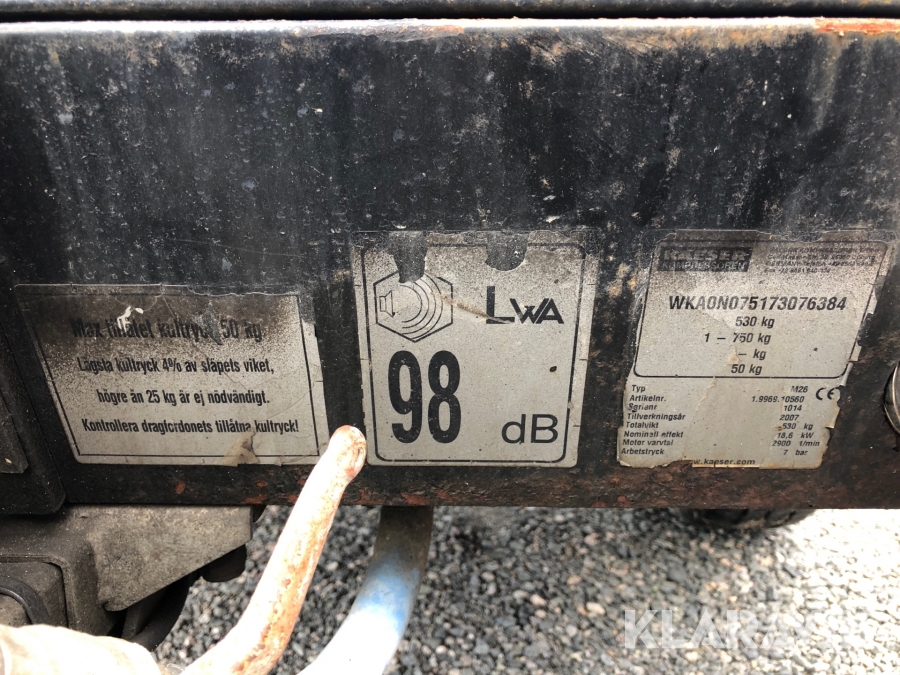 Max tillåtet kultryck 50 kg
Lägsta kultryck 4% av släpets viket,
högre än 25 kg är ej nödvändigt.
Kontrollera dragfordonets tillåtna kultryck!
LWA
98
dB
KAESER
KOMPRESSOREN
WKA0N075173076384
530 kg
1 – 750 kg
– kg
50 kg
Typ M26
Artikelnr. 1.9969.10560
Serienr 1014
Tillverkningsår 2007
Totalvikt 530 kg
Nominell effekt 18,6 kW
Motor varvtal 2900 1/min
Arbetstryck 7 bar
CE
www.kaeser.com